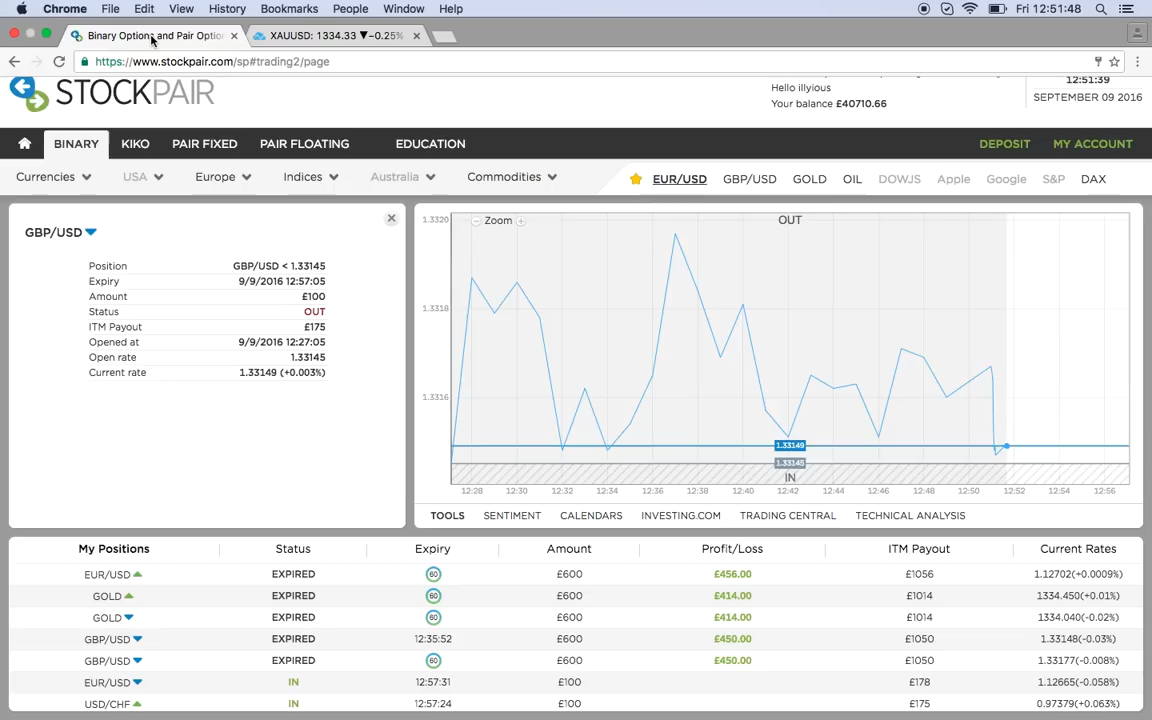 Chrome File Edit View History Bookmarks People Window Help Fri 12:51:48
Binary Options and Pair Option XAUUSD: 1334.33 ▼−0.25%
https://www.stockpair.com/sp#trading2/page
STOCKPAIR
Hello illyious
Your balance £40710.66
12:51:39
SEPTEMBER 09 2016
BINARY KIKO PAIR FIXED PAIR FLOATING EDUCATION DEPOSIT MY ACCOUNT
Currencies USA Europe Indices Australia Commodities EUR/USD GBP/USD GOLD OIL DOWJS Apple Google S&P DAX
GBP/USD
Position GBP/USD < 1.33145
Expiry 9/9/2016 12:57:05
Amount £100
Status OUT
ITM Payout £175
Opened at 9/9/2016 12:27:05
Open rate 1.33145
Current rate 1.33149 (+0.003%)
Zoom OUT
1.3320
1.3318
1.3316
1.33149
1.33145
IN
12:28 12:30 12:32 12:34 12:36 12:38 12:40 12:42 12:44 12:46 12:48 12:50 12:52 12:54 12:56
TOOLS SENTIMENT CALENDARS INVESTING.COM TRADING CENTRAL TECHNICAL ANALYSIS
My Positions Status Expiry Amount Profit/Loss ITM Payout Current Rates
EUR/USD EXPIRED 60 £600 £456.00 £1056 1.12702(+0.0009%)
GOLD EXPIRED 60 £600 £414.00 £1014 1334.450(+0.01%)
GOLD EXPIRED 60 £600 £414.00 £1014 1334.040(-0.02%)
GBP/USD EXPIRED 12:35:52 £600 £450.00 £1050 1.33148(-0.03%)
GBP/USD EXPIRED 60 £600 £450.00 £1050 1.33177(-0.008%)
EUR/USD IN 12:57:31 £100 £178 1.12665(-0.058%)
USD/CHF IN 12:57:24 £100 £175 0.97379(+0.063%)